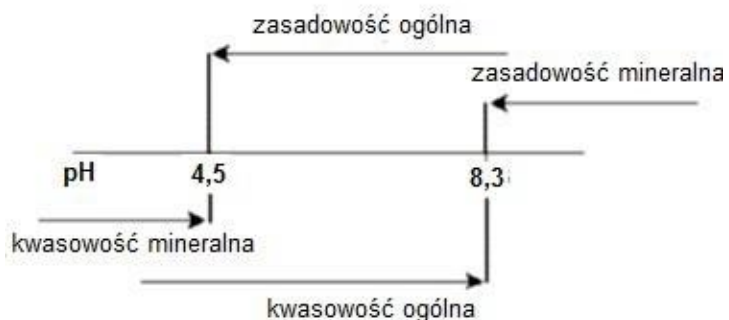 zasadowość ogólna
zasadowość mineralna
pH 4,5 8,3
kwasowość mineralna
kwasowość ogólna